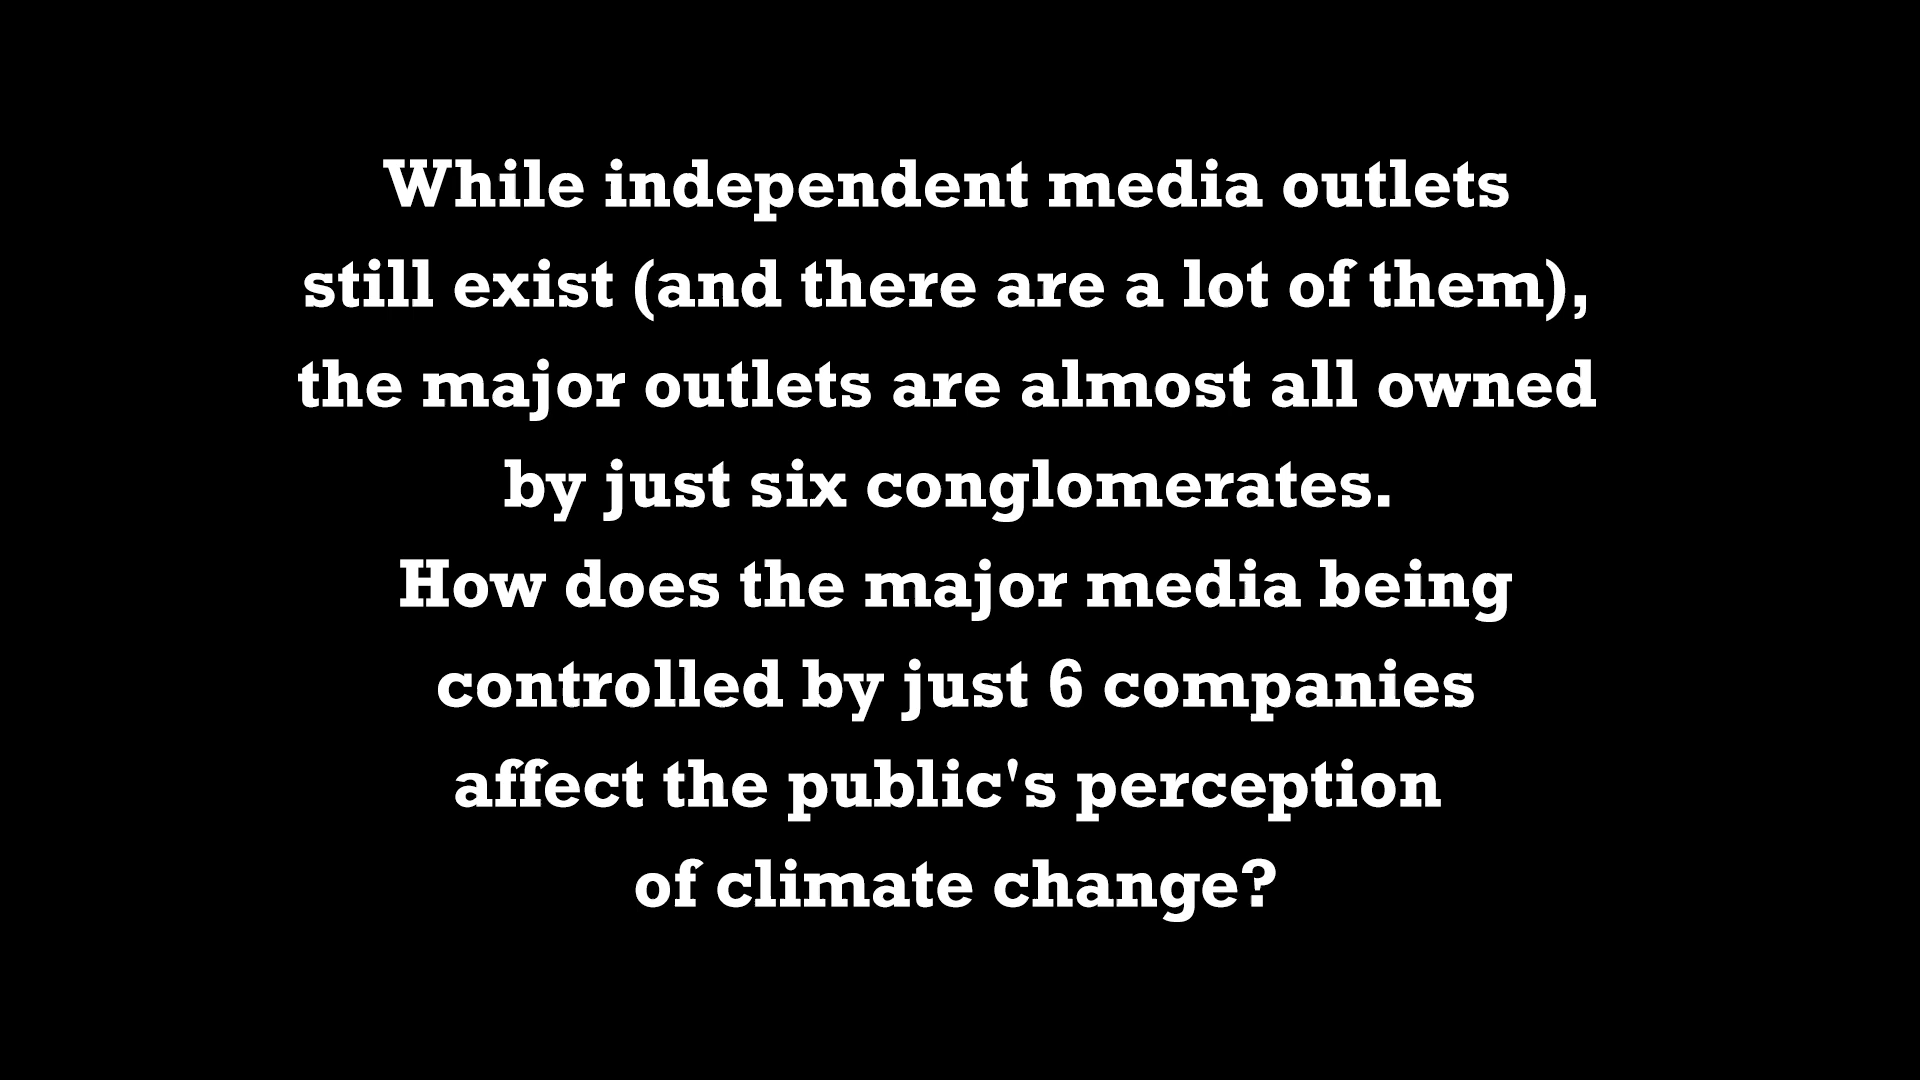 While independent media outlets
still exist (and there are a lot of them),
the major outlets are almost all owned
by just six conglomerates.
How does the major media being
controlled by just 6 companies
affect the public's perception
of climate change?